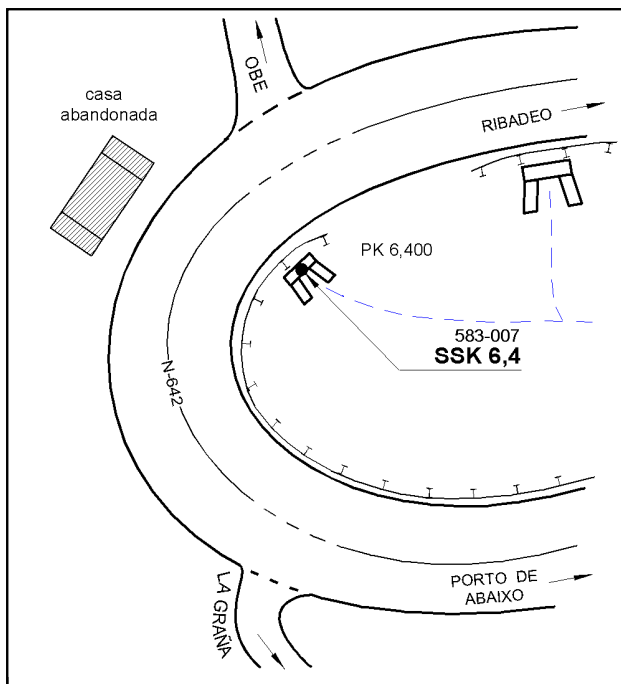 OBE
casa
abandonada
RIBADEO
PK 6,400
583-007
SSK 6,4
N-642
PORTO DE
ABAIXO
LA GRAÑA